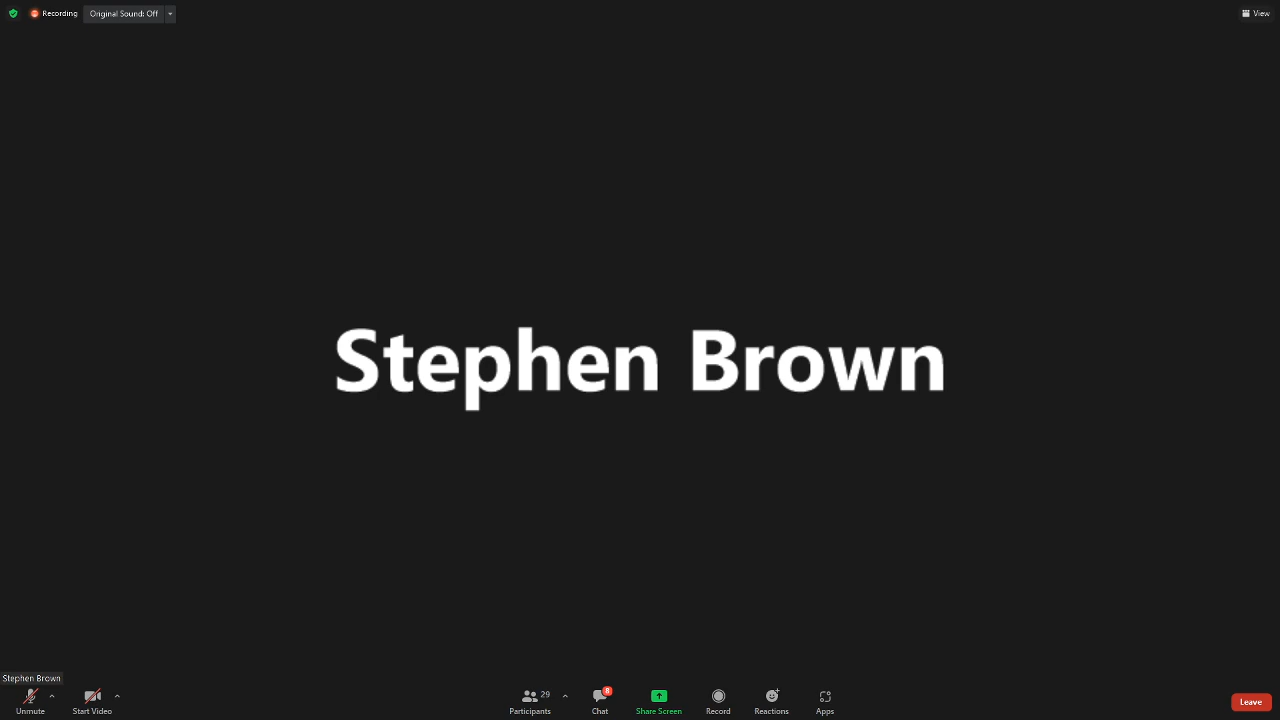 Recording Original Sound: Off View
Stephen Brown
Stephen Brown
29 8
Unmute Start Video Participants Chat Share Screen Record Reactions Apps Leave